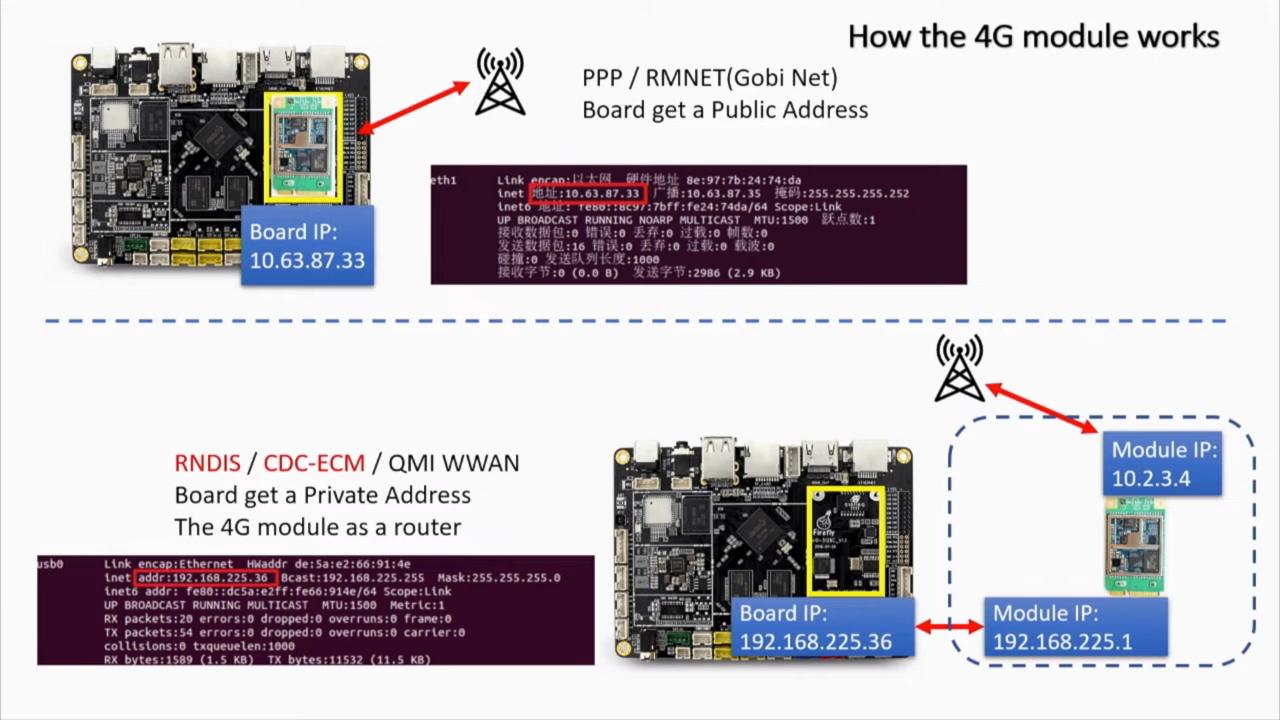 How the 4G module works
PPP / RMNET(Gobi Net)
Board get a Public Address
eth1 Link encap:以太网 硬件地址 8e:97:7b:24:74:da
inet 地址:10.63.87.33 广播:10.63.87.35 掩码:255.255.255.252
inet6 地址: fe80::8c97:7bff:fe24:74da/64 Scope:Link
UP BROADCAST RUNNING NOARP MULTICAST MTU:1500 跃点数:1
接收数据包:0 错误:0 丢弃:0 过载:0 帧数:0
发送数据包:16 错误:0 丢弃:0 过载:0 载波:0
碰撞:0 发送队列长度:1000
接收字节:0 (0.0 B) 发送字节:2986 (2.9 KB)
Board IP:
10.63.87.33
RNDIS / CDC-ECM / QMI WWAN
Board get a Private Address
The 4G module as a router
usb0 Link encap:Ethernet HWaddr de:5a:e2:66:91:4e
inet addr:192.168.225.36 Bcast:192.168.225.255 Mask:255.255.255.0
inet6 addr: fe80::dc5a:e2ff:fe66:914e/64 Scope:Link
UP BROADCAST RUNNING MULTICAST MTU:1500 Metric:1
RX packets:20 errors:0 dropped:0 overruns:0 frame:0
TX packets:54 errors:0 dropped:0 overruns:0 carrier:0
collisions:0 txqueuelen:1000
RX bytes:1589 (1.5 KB) TX bytes:11532 (11.5 KB)
Firefly
Board IP:
192.168.225.36
Module IP:
10.2.3.4
Module IP:
192.168.225.1